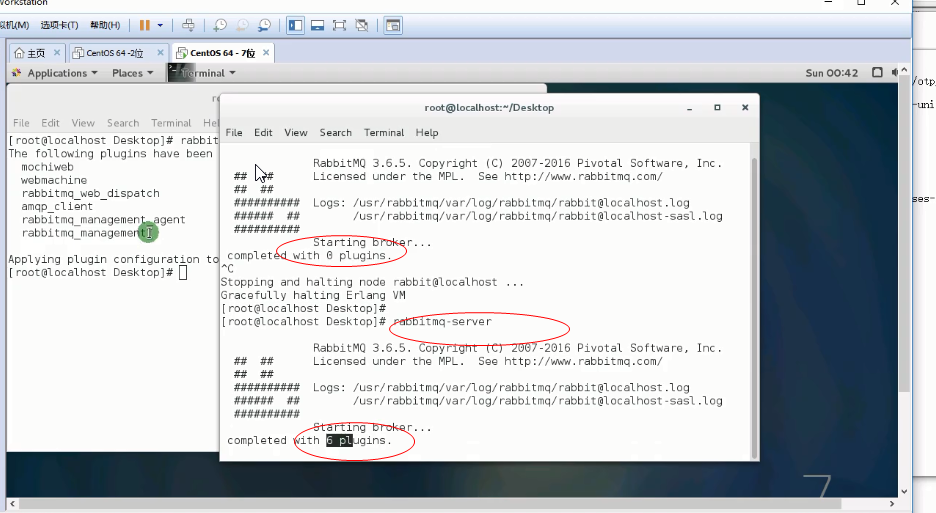 orkstation
拟机(M) 选项卡(T) 帮助(H)
主页 CentOS 64 -2位 CentOS 64 - 7位
Applications Places Terminal Sun 00:42
File Edit View Search Terminal Hel
[root@localhost Desktop]# rabbit
The following plugins have been
mochiweb
webmachine
rabbitmq_web_dispatch
amqp_client
rabbitmq_management_agent
rabbitmq_management
Applying plugin configuration to
[root@localhost Desktop]#
root@localhost:~/Desktop
File Edit View Search Terminal Help
RabbitMQ 3.6.5. Copyright (C) 2007-2016 Pivotal Software, Inc.
## ## Licensed under the MPL. See http://www.rabbitmq.com/
## ##
########## Logs: /usr/rabbitmq/var/log/rabbitmq/rabbit@localhost.log
###### ## /usr/rabbitmq/var/log/rabbitmq/rabbit@localhost-sasl.log
##########
Starting broker...
completed with 0 plugins.
^C
Stopping and halting node rabbit@localhost ...
Gracefully halting Erlang VM
[root@localhost Desktop]#
[root@localhost Desktop]# rabbitmq-server
RabbitMQ 3.6.5. Copyright (C) 2007-2016 Pivotal Software, Inc.
## ## Licensed under the MPL. See http://www.rabbitmq.com/
## ##
########## Logs: /usr/rabbitmq/var/log/rabbitmq/rabbit@localhost.log
###### ## /usr/rabbitmq/var/log/rabbitmq/rabbit@localhost-sasl.log
##########
Starting broker...
completed with 6 plugins.
7
/otp
-uni
ses-